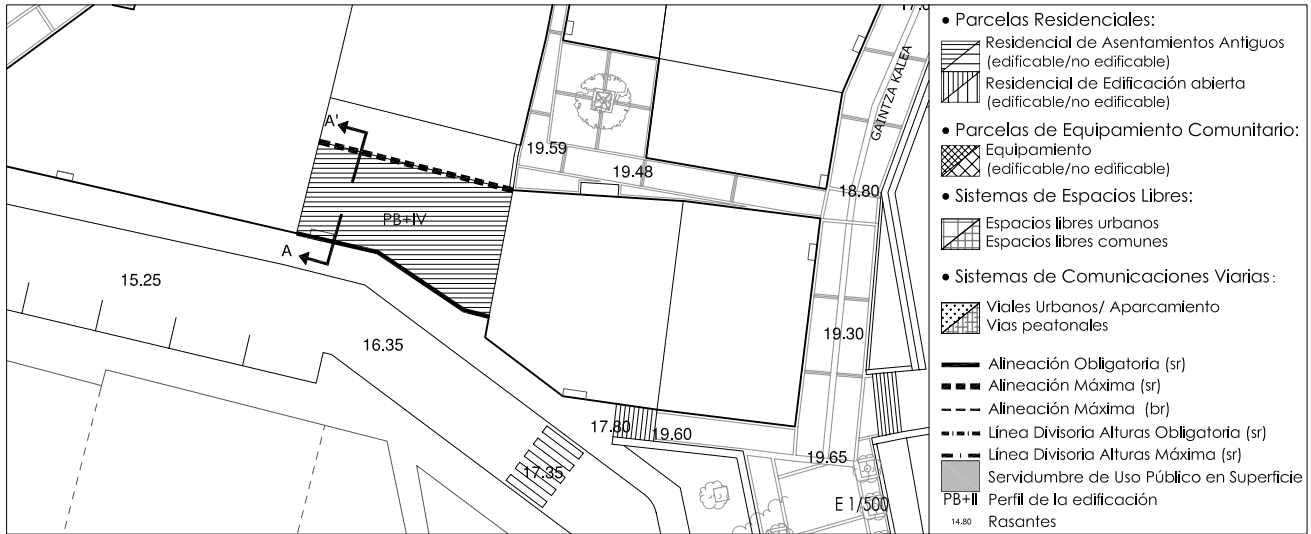 17.0
GAINTZA KALEA
A'
19.59
19.48
18.80
PB+IV
A
15.25
16.35
19.30
17.80
19.60
19.65
17.35
E 1/500
• Parcelas Residenciales:
Residencial de Asentamientos Antiguos
(edificable/no edificable)
Residencial de Edificación abierta
(edificable/no edificable)
• Parcelas de Equipamiento Comunitario:
Equipamiento
(edificable/no edificable)
• Sistemas de Espacios Libres:
Espacios libres urbanos
Espacios libres comunes
• Sistemas de Comunicaciones Viarias:
Viales Urbanos/ Aparcamiento
Vias peatonales
Alineación Obligatoria (sr)
Alineación Máxima (sr)
Alineación Máxima (br)
Línea Divisoria Alturas Obligatoria (sr)
Línea Divisoria Alturas Máxima (sr)
Servidumbre de Uso Público en Superficie
PB+II Perfil de la edificación
14.80 Rasantes